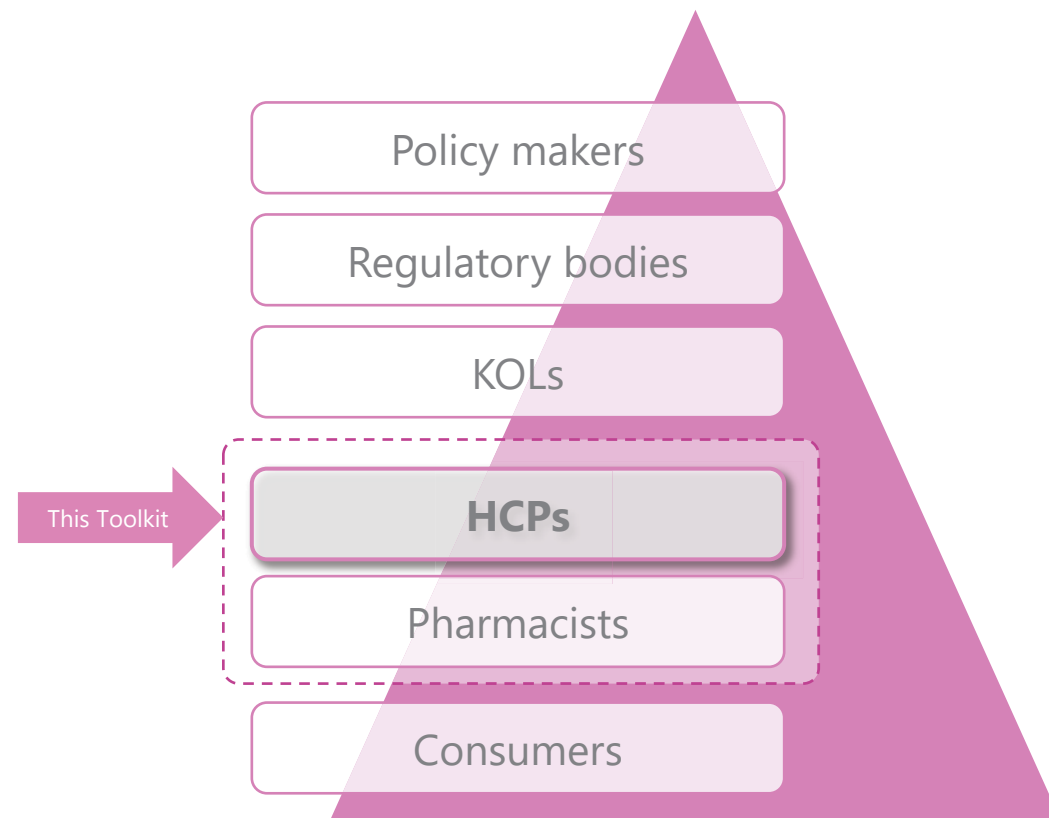 Policy makers
Regulatory bodies
KOLs
This Toolkit
HCPs
Pharmacists
Consumers